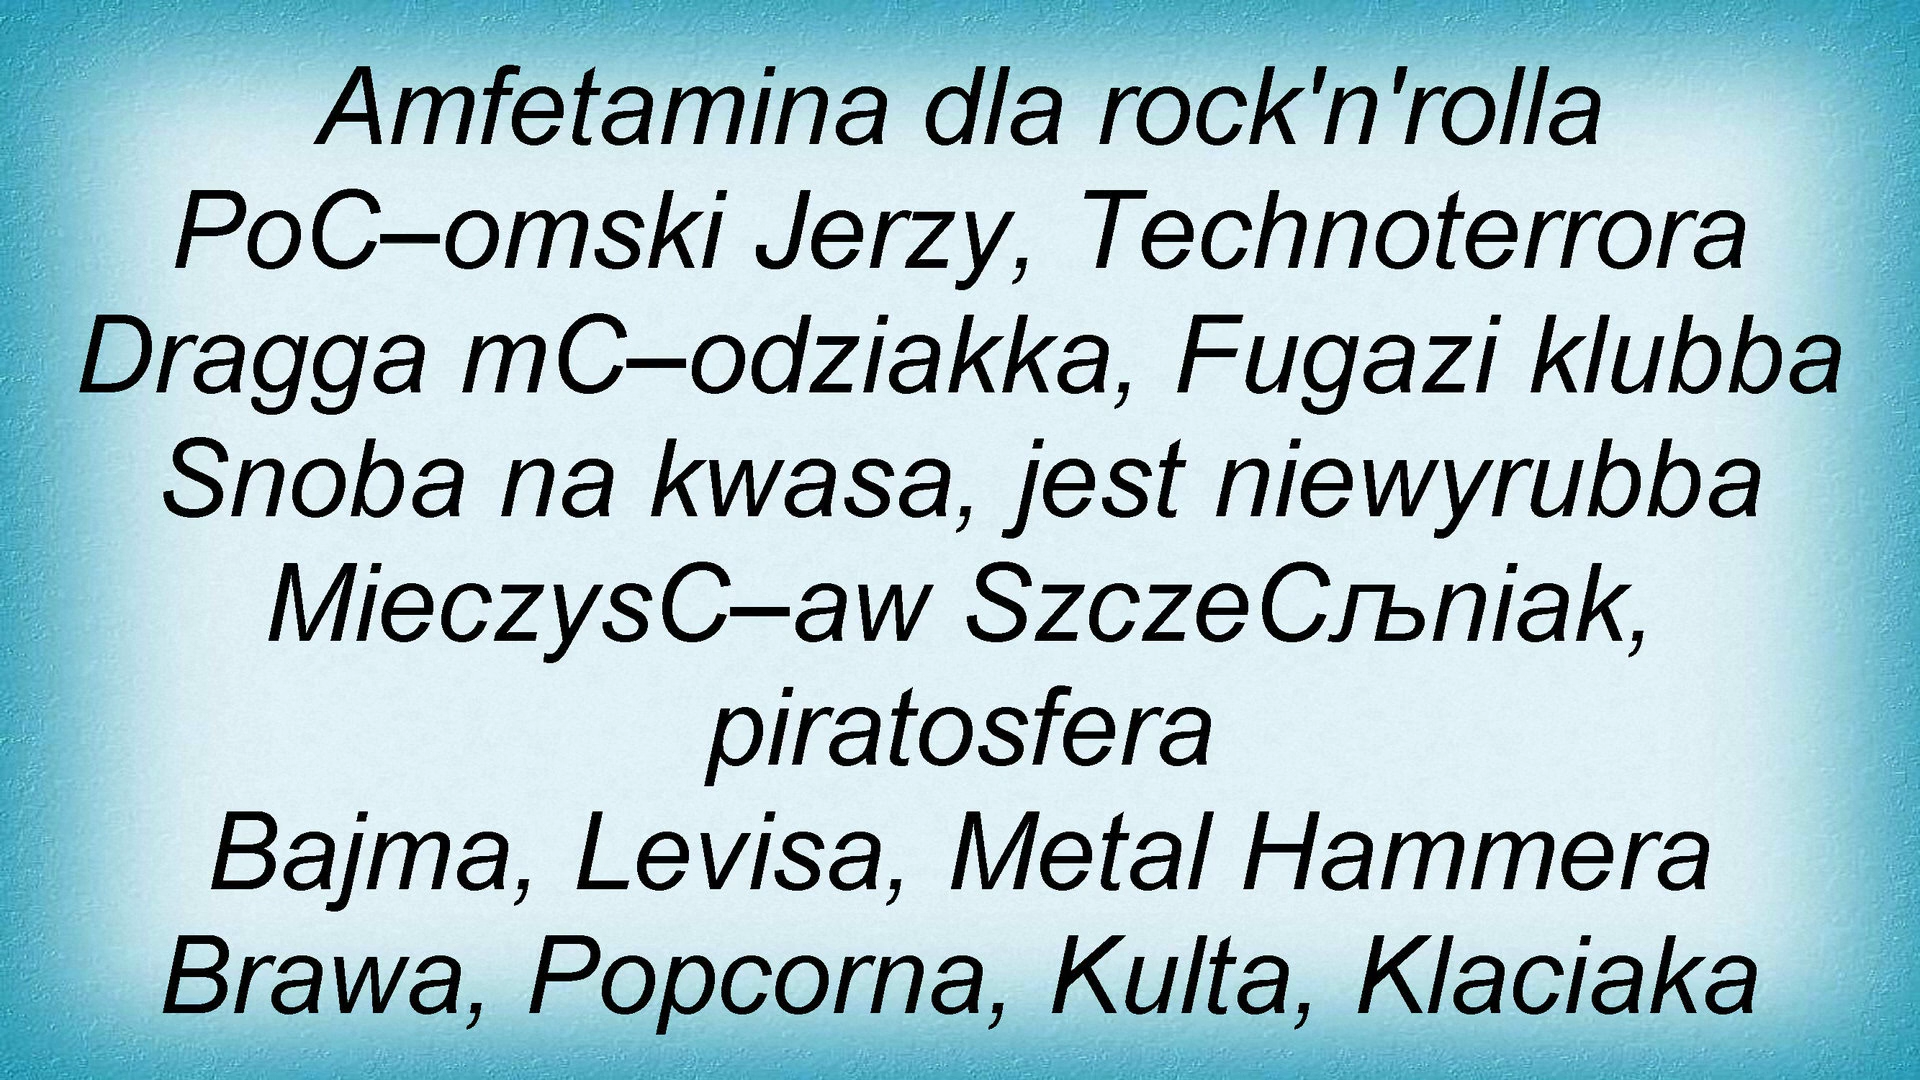 Amfetamina dla rock'n'rolla
PoC–omski Jerzy, Technoterrora
Dragga mC–odziakka, Fugazi klubba
Snoba na kwasa, jest niewyrubba
MieczysC–aw SzczeCљniak,
piratosfera
Bajma, Levisa, Metal Hammera
Brawa, Popcorna, Kulta, Klaciaka